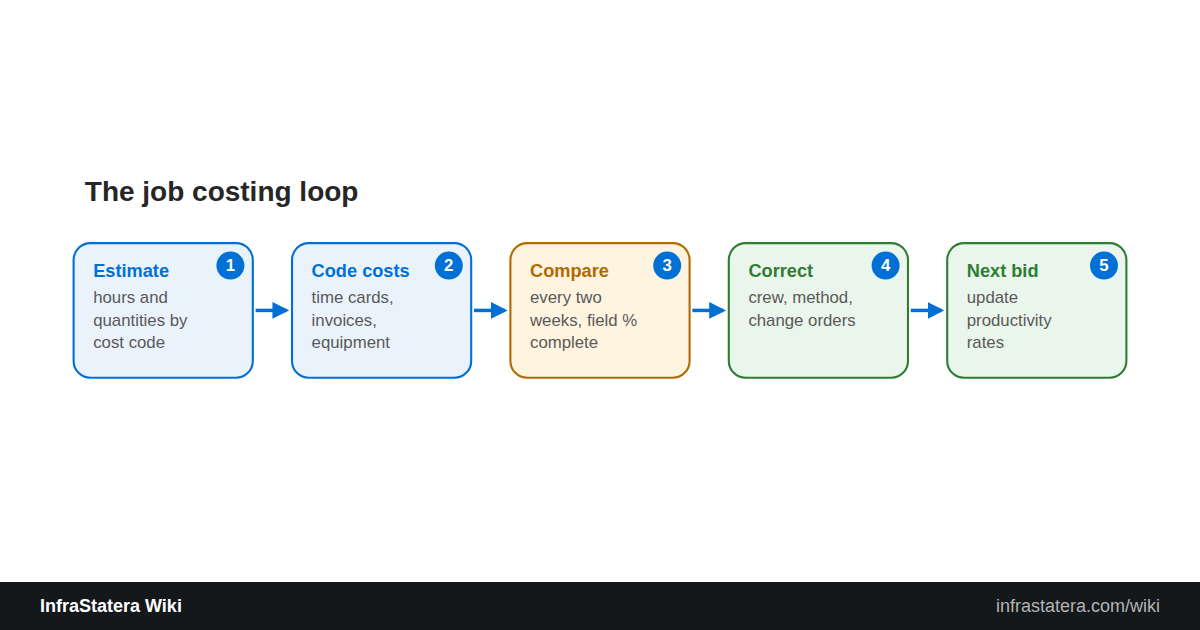 The job costing loop
1
Estimate
hours and
quantities by
cost code
2
Code costs
time cards,
invoices,
equipment
3
Compare
every two
weeks, field %
complete
4
Correct
crew, method,
change orders
5
Next bid
update
productivity
rates
InfraStatera Wiki
infrastatera.com/wiki